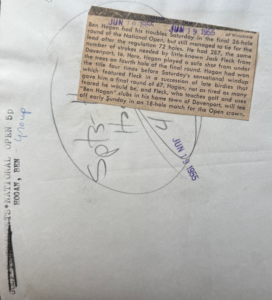 JUN 19 1955
Ben Hogan had his troubles Saturday in the final 36-hole
round of the National Open, but still managed to tie for the
lead after the regulation 72 holes. He had 287, the same
number of strokes needed by little-known Jack Fleck from
Davenport, Ia. Here, Hogan played a safe shot from under
a tree on fourth hole of the final round. Hogan had won
the title four times before Saturday's sensational windup
which featured Fleck in a succession of late birdies that
gave him a final round of 67. Hogan, not as tired as many
feared he would be, and Fleck, who teaches golf and uses
"Ben Hogan" clubs in his home town of Davenport, will tee
off early Sunday in an 18-hole match for the Open crown.
JUN 19 1955
Spts
NATIONAL OPEN
HOGAN, BEN - Group